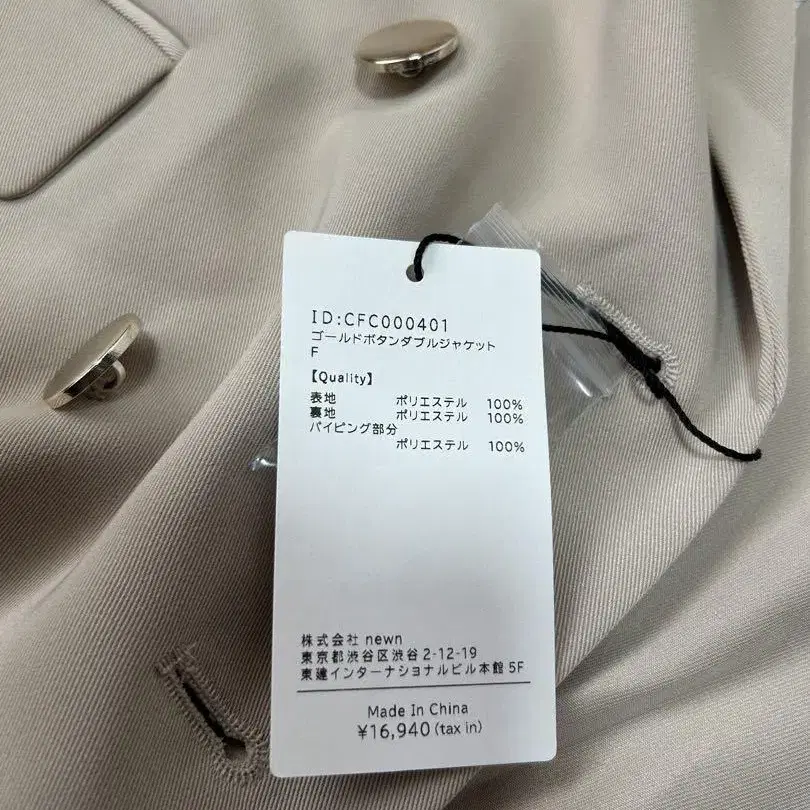 ID:CFC000401
ゴールドボタンダブルジャケット
F
【Quality】
表地 ポリエステル 100%
裏地 ポリエステル 100%
パイピング部分
ポリエステル 100%
株式会社 newn
東京都渋谷区渋谷2-12-19
東建インターナショナルビル本館 5F
Made In China
¥16,940(tax in)